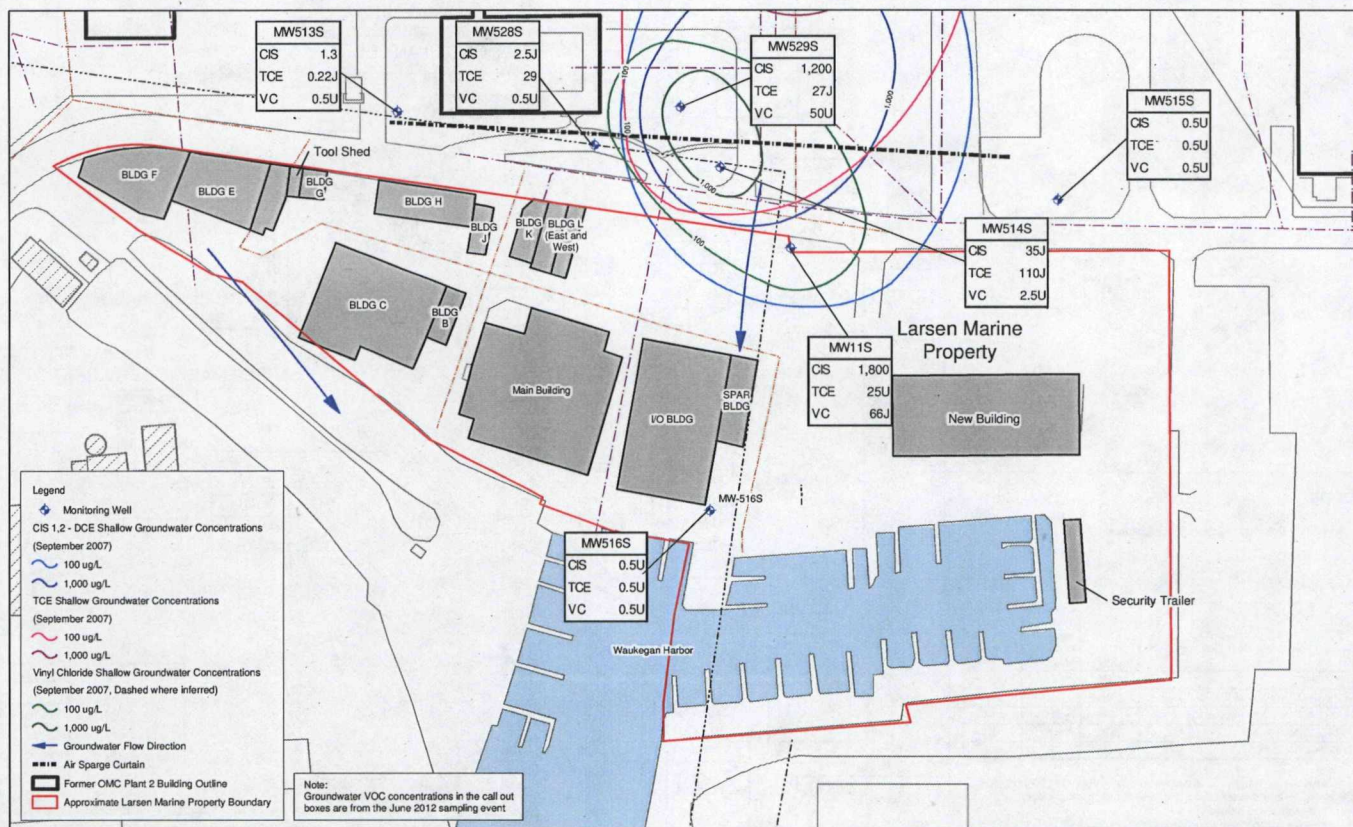 MW513S
CIS 1.3
TCE 0.22J
VC 0.5U
MW528S
CIS 2.5J
TCE 29
VC 0.5U
MW529S
CIS 1,200
TCE 27J
VC 50U
MW515S
CIS 0.5U
TCE 0.5U
VC 0.5U
100
100
1,000
1,000
100
Tool Shed
BLDG F
BLDG E
BLDG
G
BLDG H
BLDG
J
BLDG
K
BLDG L
(East and
West)
MW514S
CIS 35J
TCE 110J
VC 2.5U
BLDG C
BLDG
B
Larsen Marine
Property
MW11S
CIS 1,800
TCE 25U
VC 66J
Main Building
I/O BLDG
SPAR
BLDG
New Building
MW-516S
MW516S
CIS 0.5U
TCE 0.5U
VC 0.5U
Security Trailer
Waukegan Harbor
Legend
Monitoring Well
CIS 1,2 - DCE Shallow Groundwater Concentrations
(September 2007)
100 ug/L
1,000 ug/L
TCE Shallow Groundwater Concentrations
(September 2007)
100 ug/L
1,000 ug/L
Vinyl Chloride Shallow Groundwater Concentrations
(September 2007, Dashed where inferred)
100 ug/L
1,000 ug/L
Groundwater Flow Direction
Air Sparge Curtain
Former OMC Plant 2 Building Outline
Approximate Larsen Marine Property Boundary
Note:
Groundwater VOC concentrations in the call out
boxes are from the June 2012 sampling event